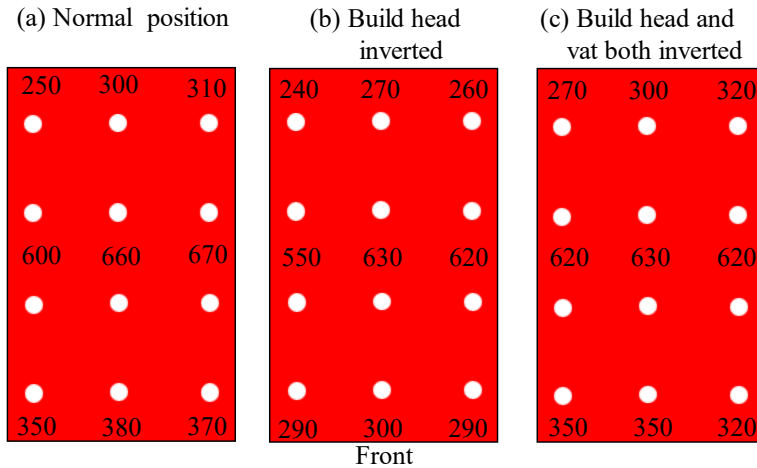 (a) Normal position
(b) Build head
inverted
(c) Build head and
vat both inverted
250 300 310
600 660 670
350 380 370
240 270 260
550 630 620
290 300 290
270 300 320
620 630 620
350 350 320
Front